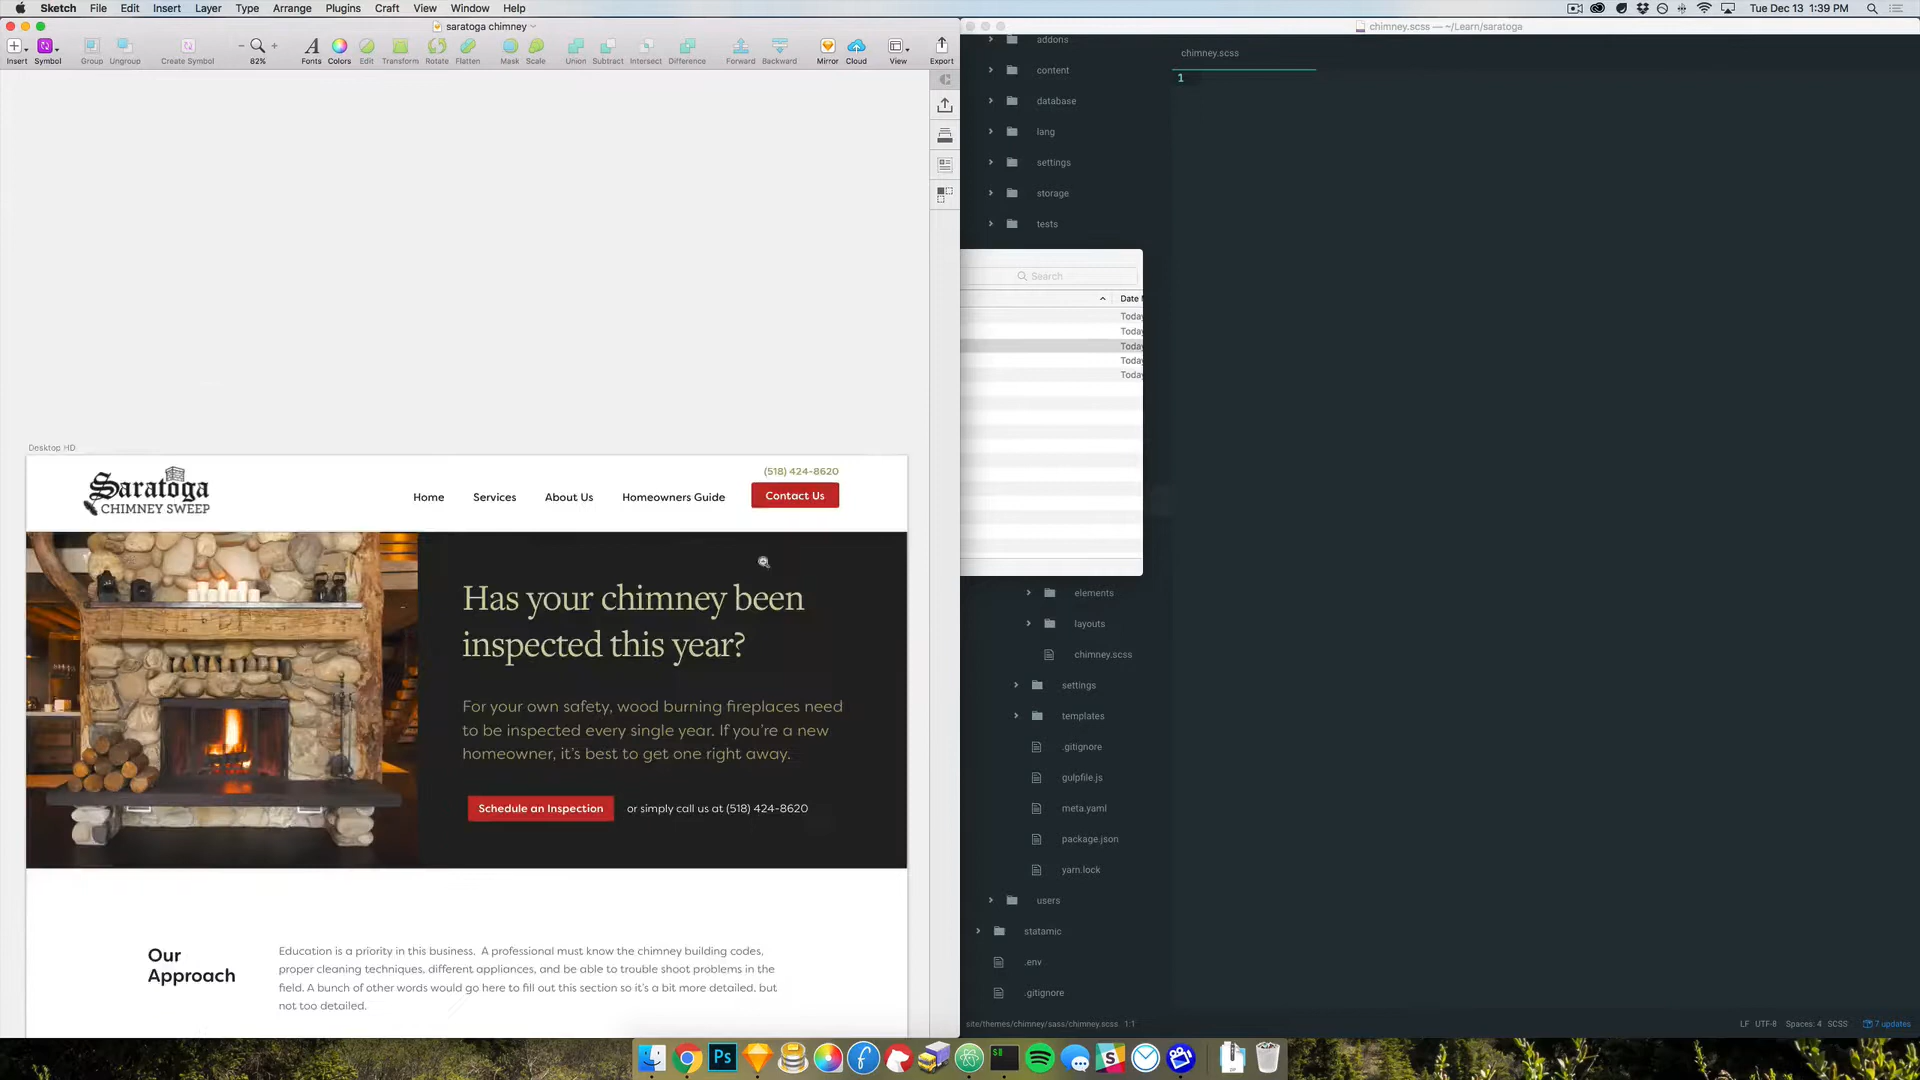 Sketch File Edit Insert Layer Type Arrange Plugins Craft View Window Help
Tue Dec 13 1:39 PM
saratoga chimney
Insert Symbol Group Ungroup Create Symbol 82% Fonts Colors Edit Transform Rotate Flatten Mask Scale Union Subtract Intersect Difference Forward Backward Mirror Cloud View Export
chimney.scss — ~/Learn/saratoga
addons
content
database
lang
settings
storage
tests
chimney.scss
1
Search
Date
Today
Today
Today
Today
Today
elements
layouts
chimney.scss
settings
templates
.gitignore
gulpfile.js
meta.yaml
package.json
yarn.lock
users
statamic
.env
.gitignore
site/themes/chimney/sass/chimney.scss 1:1
LF UTF-8 Spaces: 4 SCSS 7 updates
Desktop HD
Saratoga
CHIMNEY SWEEP
(518) 424-8620
Home Services About Us Homeowners Guide Contact Us
Has your chimney been
inspected this year?
For your own safety, wood burning fireplaces need
to be inspected every single year. If you're a new
homeowner, it's best to get one right away.
Schedule an Inspection or simply call us at (518) 424-8620
Our
Approach
Education is a priority in this business. A professional must know the chimney building codes,
proper cleaning techniques, different appliances, and be able to trouble shoot problems in the
field. A bunch of other words would go here to fill out this section so it's a bit more detailed, but
not too detailed.
Ps